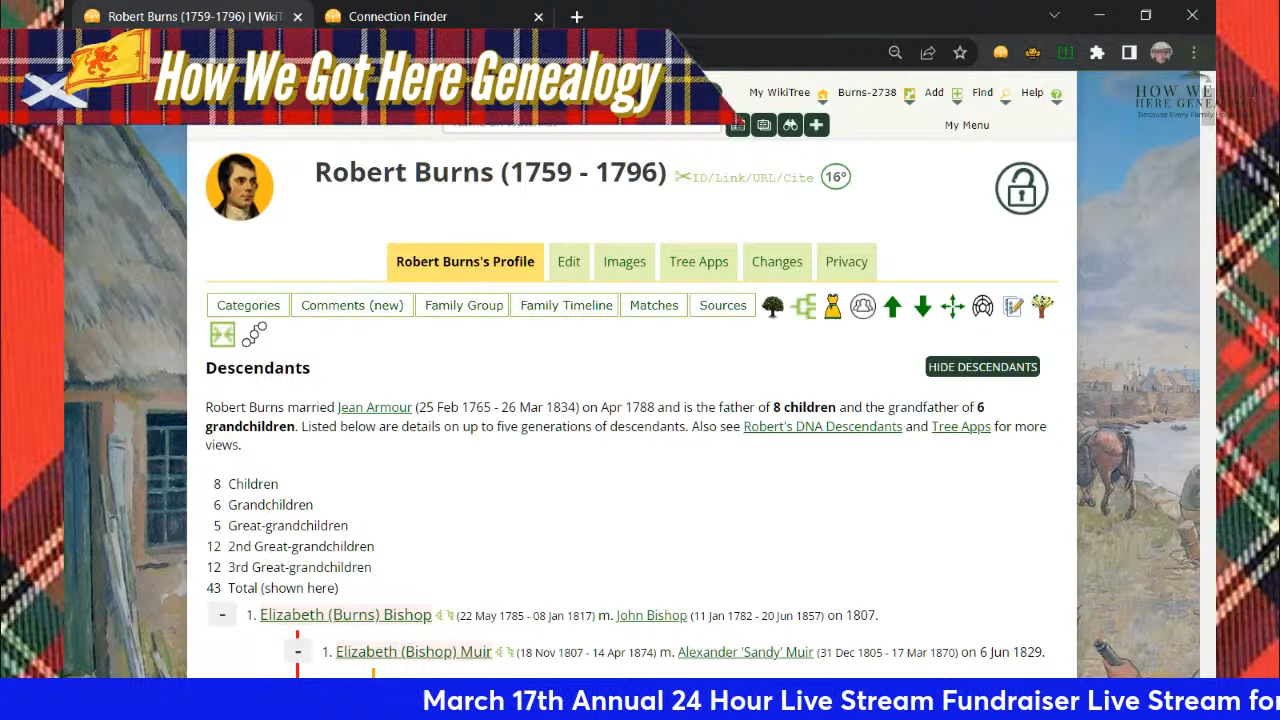 Robert Burns (1759-1796) | WikiT
Connection Finder
How We Got Here Genealogy
My WikiTree
Burns-2738
Add
Find
Help
My Menu
Robert Burns (1759 - 1796)
ID/Link/URL/Cite
16°
Robert Burns's Profile
Edit
Images
Tree Apps
Changes
Privacy
Categories
Comments (new)
Family Group
Family Timeline
Matches
Sources
Descendants
HIDE DESCENDANTS
Robert Burns married Jean Armour (25 Feb 1765 - 26 Mar 1834) on Apr 1788 and is the father of 8 children and the grandfather of 6
grandchildren. Listed below are details on up to five generations of descendants. Also see Robert's DNA Descendants and Tree Apps for more
views.
8 Children
6 Grandchildren
5 Great-grandchildren
12 2nd Great-grandchildren
12 3rd Great-grandchildren
43 Total (shown here)
- 1. Elizabeth (Burns) Bishop (22 May 1785 - 08 Jan 1817) m. John Bishop (11 Jan 1782 - 20 Jun 1857) on 1807.
- 1. Elizabeth (Bishop) Muir (18 Nov 1807 - 14 Apr 1874) m. Alexander 'Sandy' Muir (31 Dec 1805 - 17 Mar 1870) on 6 Jun 1829.
March 17th Annual 24 Hour Live Stream Fundraiser Live Stream fo